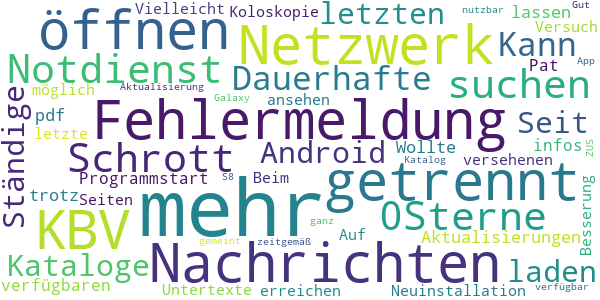 Vielleicht Koloskopie letzten nutzbar lassen Gut
öffnen Netzwerk Kann Versuch App
Notdienst Dauerhafte suchen Pat
möglich Aktualisierung Galaxy ansehen
Ständige pdf Fehlermeldung Seit
letzte Schrott Android Wollte infos zus
Programmstart S8 Beim Katalog versehenen
trotz Seiten mehr getrennt Besserung
KBV ganz Auf 0Sterne
gemeint zeitgemäß Aktualisierungen
Kataloge Nachrichten laden
verfügbaren Untertexte erreichen Neuinstallation verfügbar